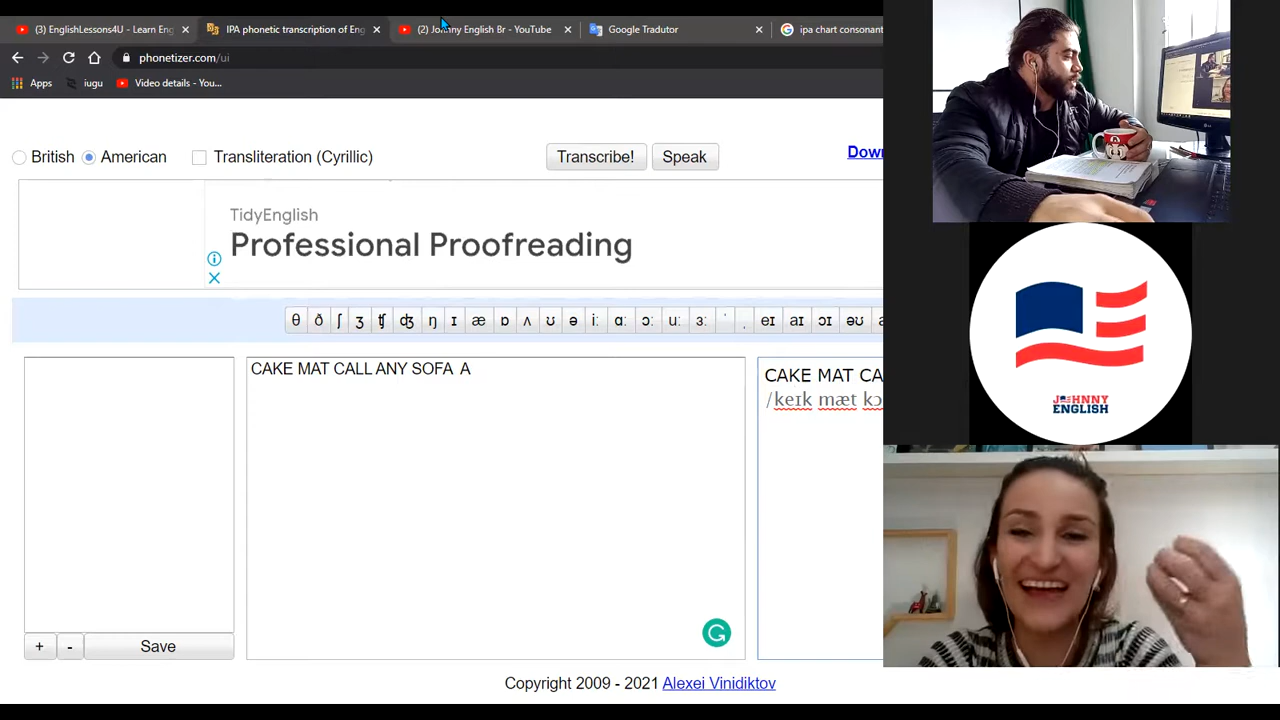 (3) EnglishLessons4U - Learn Eng
IPA phonetic transcription of Eng
(2) Johnny English Br - YouTube
Google Tradutor
ipa chart consonant
phonetizer.com/ui
Apps
iugu
Video details - You...
British
American
Transliteration (Cyrillic)
Transcribe!
Speak
Down
TidyEnglish
Professional Proofreading
θ ð ʃ ʒ ʧ ʤ ŋ ɪ æ ɒ ʌ ʊ ə iː ɑː ɔː uː ɜː ˈ ˌ eɪ aɪ ɔɪ əʊ a
CAKE MAT CALL ANY SOFA A
CAKE MAT CA
/keɪk mæt kɔ
+
-
Save
Copyright 2009 - 2021 Alexei Vinidiktov
JOHNNY
ENGLISH